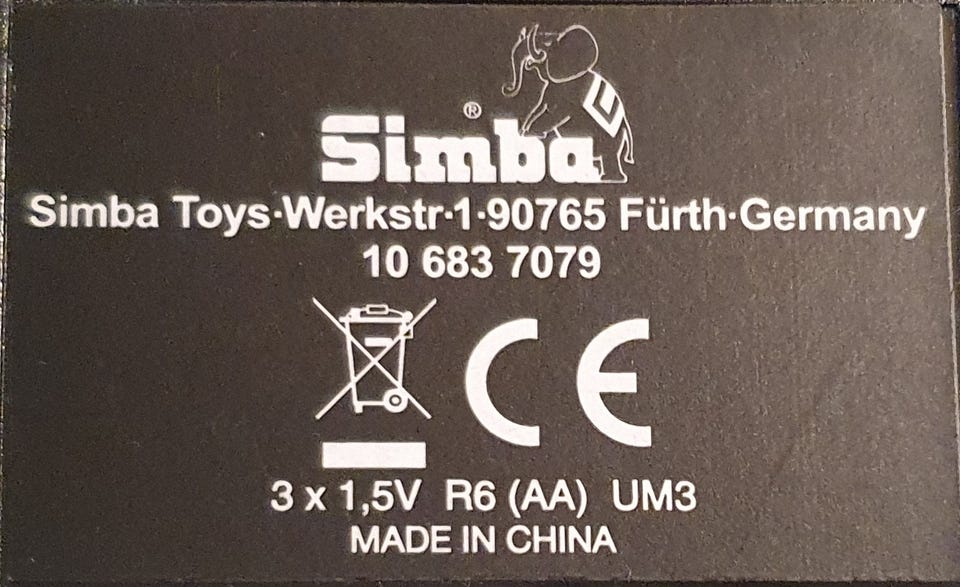 Simba®
Simba Toys·Werkstr·1·90765 Fürth·Germany
10 683 7079
CE
3 x 1,5V R6 (AA) UM3
MADE IN CHINA